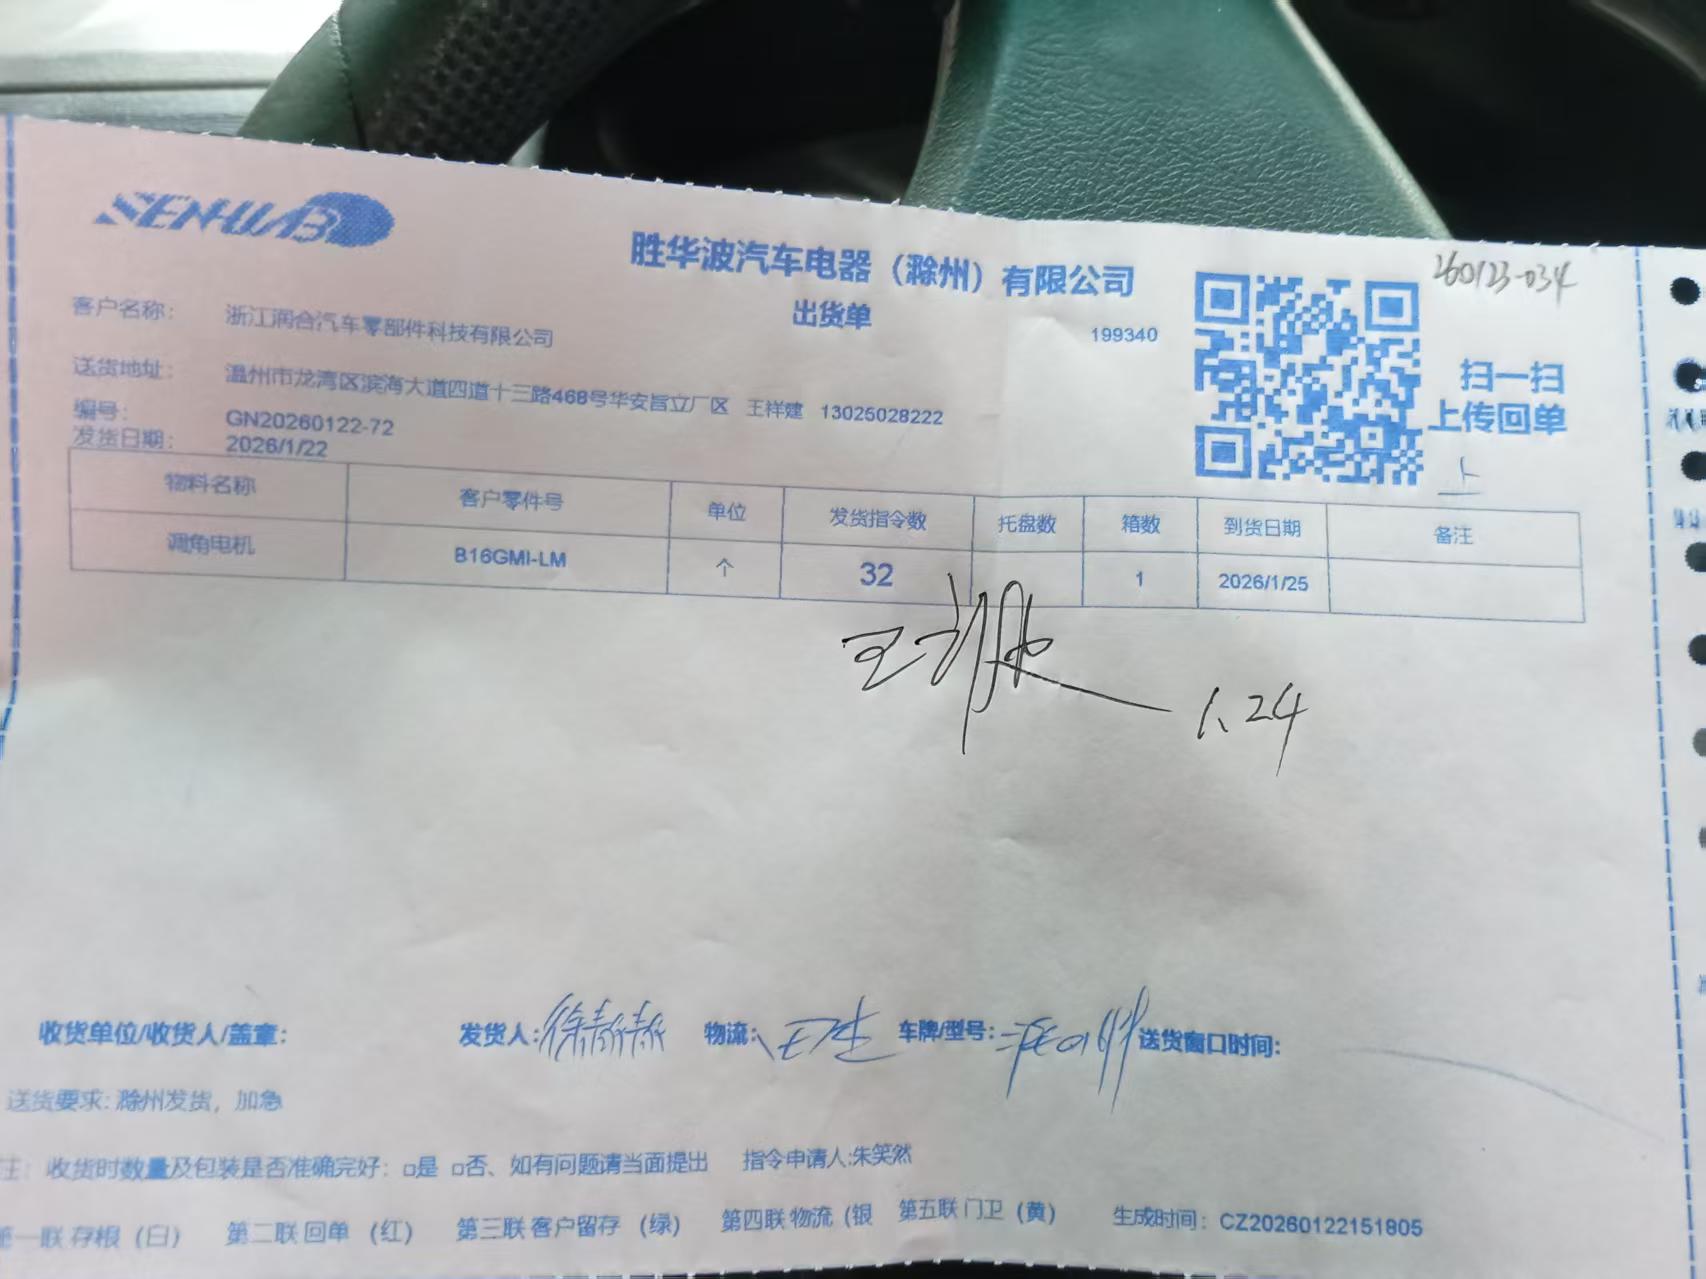 SENHUAB
胜华波汽车电器（滁州）有限公司
出货单
199340
260123-034
扫一扫
上传回单
上
客户名称： 浙江润合汽车零部件科技有限公司
送货地址： 温州市龙湾区滨海大道四道十三路468号华安旨立厂区 王祥建 13025028222
编号： GN20260122-72
发货日期： 2026/1/22
物料名称 客户零件号 单位 发货指令数 托盘数 箱数 到货日期 备注
调角电机 B16GMI-LM 个 32 1 2026/1/25
1.24
收货单位/收货人/盖章： 发货人：徐静静 物流： 车牌/型号： 送货窗口时间：
送货要求：滁州发货，加急
注：收货时数量及包装是否准确完好：□是 □否、如有问题请当面提出 指令申请人:朱笑然
第一联 存根（白） 第二联 回单 （红） 第三联 客户留存 （绿） 第四联 物流（银 第五联 门卫（黄） 生成时间：CZ20260122151805